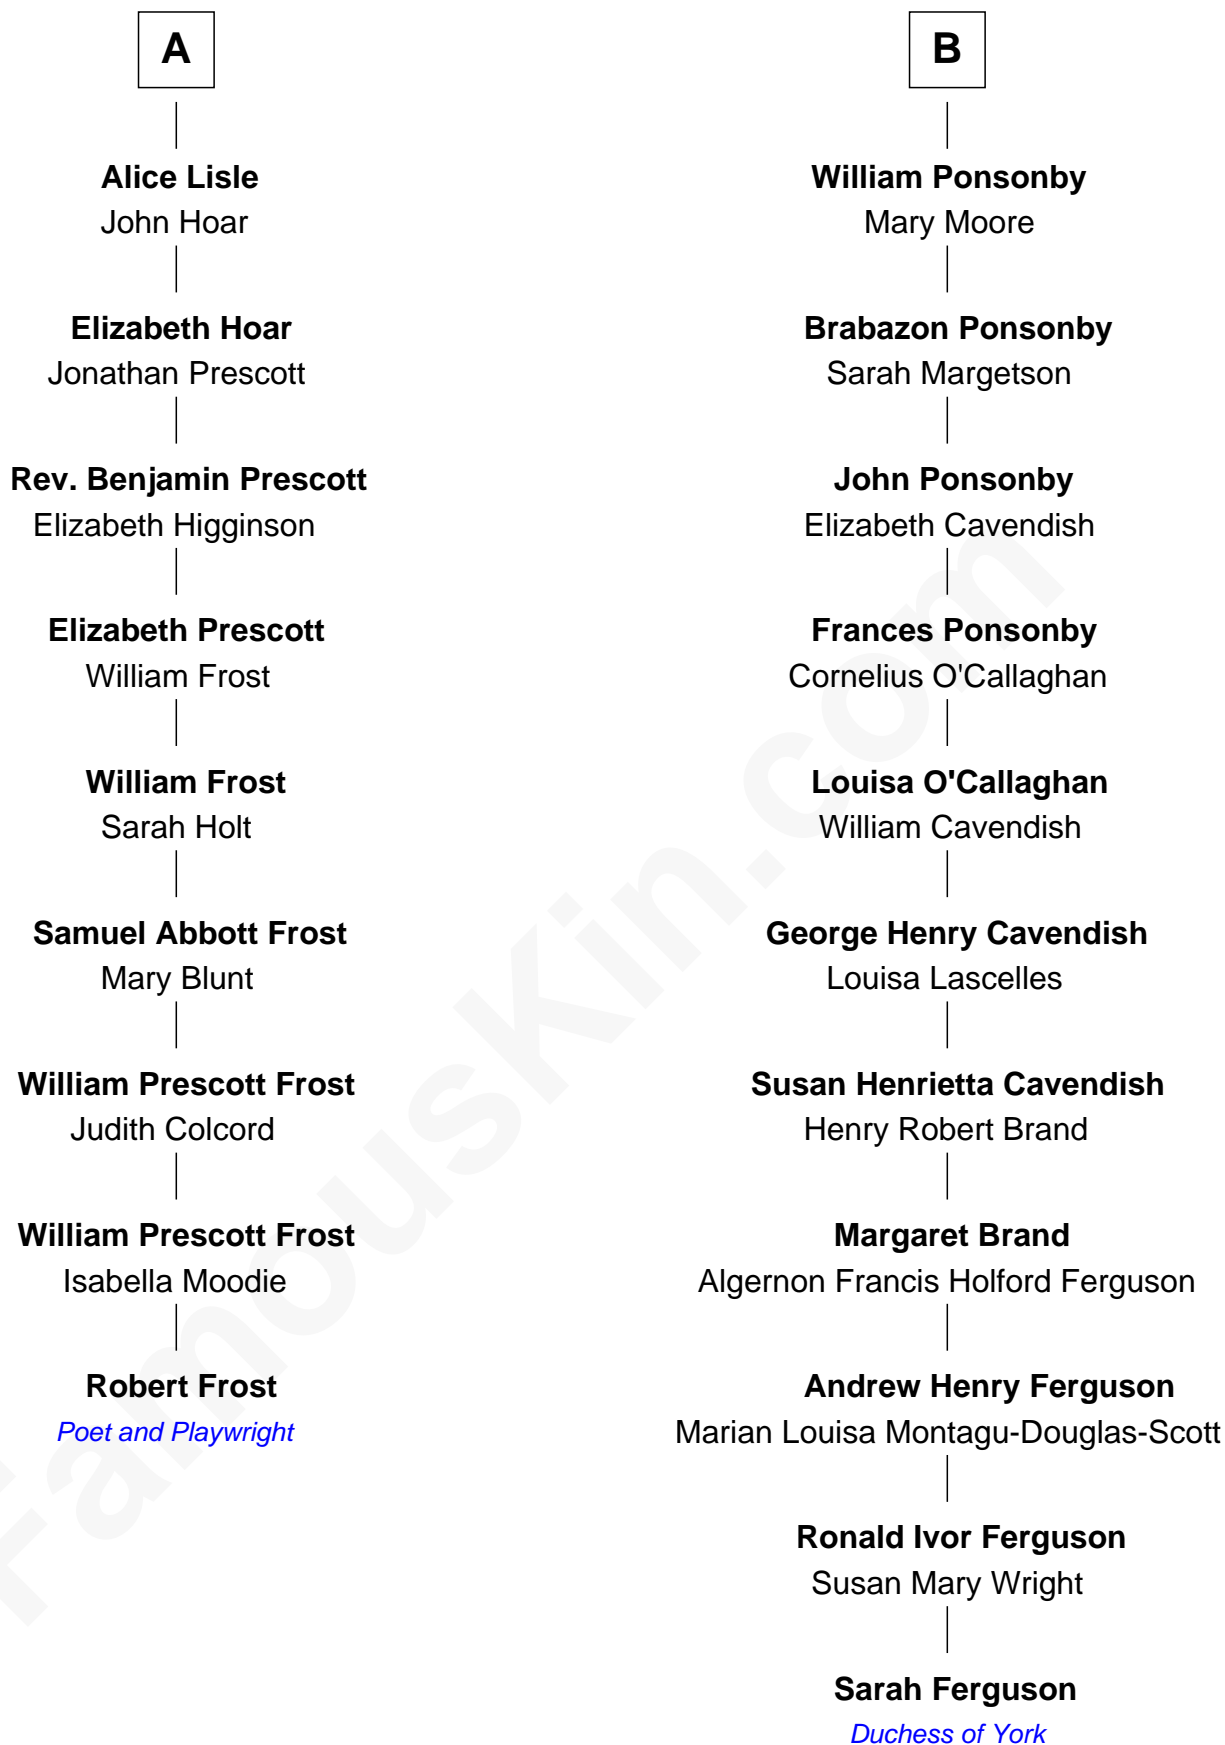 A
Alice Lisle
John Hoar
Elizabeth Hoar
Jonathan Prescott
Rev. Benjamin Prescott
Elizabeth Higginson
Elizabeth Prescott
William Frost
William Frost
Sarah Holt
Samuel Abbott Frost
Mary Blunt
William Prescott Frost
Judith Colcord
William Prescott Frost
Isabella Moodie
Robert Frost
Poet and Playwright
B
William Ponsonby
Mary Moore
Brabazon Ponsonby
Sarah Margetson
John Ponsonby
Elizabeth Cavendish
Frances Ponsonby
Cornelius O'Callaghan
Louisa O'Callaghan
William Cavendish
George Henry Cavendish
Louisa Lascelles
Susan Henrietta Cavendish
Henry Robert Brand
Margaret Brand
Algernon Francis Holford Ferguson
Andrew Henry Ferguson
Marian Louisa Montagu-Douglas-Scott
Ronald Ivor Ferguson
Susan Mary Wright
Sarah Ferguson
Duchess of York
FamousKin.com